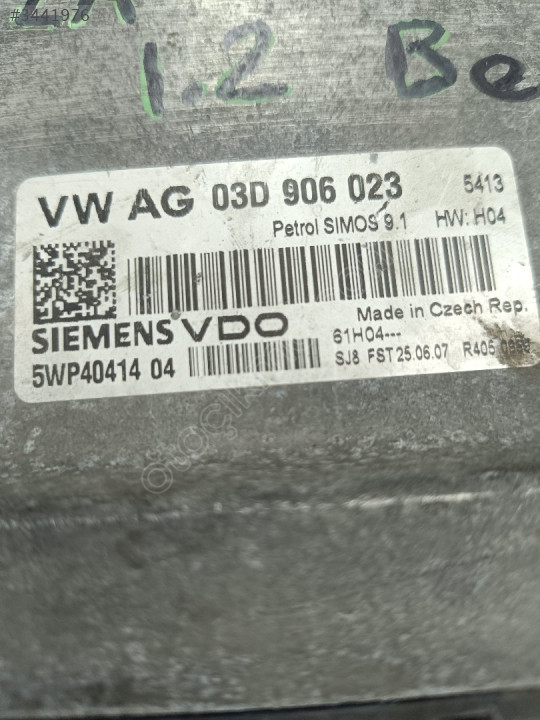 #3441976
1.2 Be
VW AG 03D 906 023 5413
Petrol SIMOS 9.1 HW: H04
SIEMENS VDO Made in Czech Rep.
61H04---
5WP40414 04 SJ8 FST 25.06.07 R405